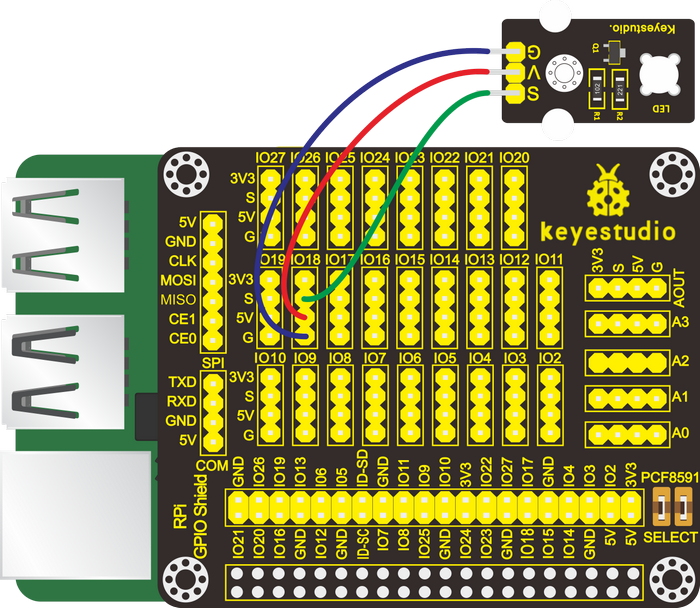 Keyestudio.
G
V
S
Q1
102
221
R1
R2
LED
IO27 IO26 IO25 IO24 IO23 IO22 IO21 IO20
3V3
S
5V
G
keyestudio
IO19 IO18 IO17 IO16 IO15 IO14 IO13 IO12 IO11
3V3
S
5V
G
IO10 IO9 IO8 IO7 IO6 IO5 IO4 IO3 IO2
3V3
S
5V
G
5V
GND
CLK
MOSI
MISO
CE1
CE0
SPI
TXD
RXD
GND
5V
COM
3V3 S 5V G
AOUT
A3
A2
A1
A0
RPi
GPIO Shield
GND IO26 IO19 IO13 IO6 IO5 ID-SD GND IO11 IO9 IO10 3V3 IO22 IO27 IO17 GND IO4 IO3 IO2 3V3
IO21 IO20 IO16 GND IO12 GND ID-SC IO7 IO8 IO25 GND IO24 IO23 GND IO18 IO15 IO14 GND 5V 5V
PCF8591
SELECT